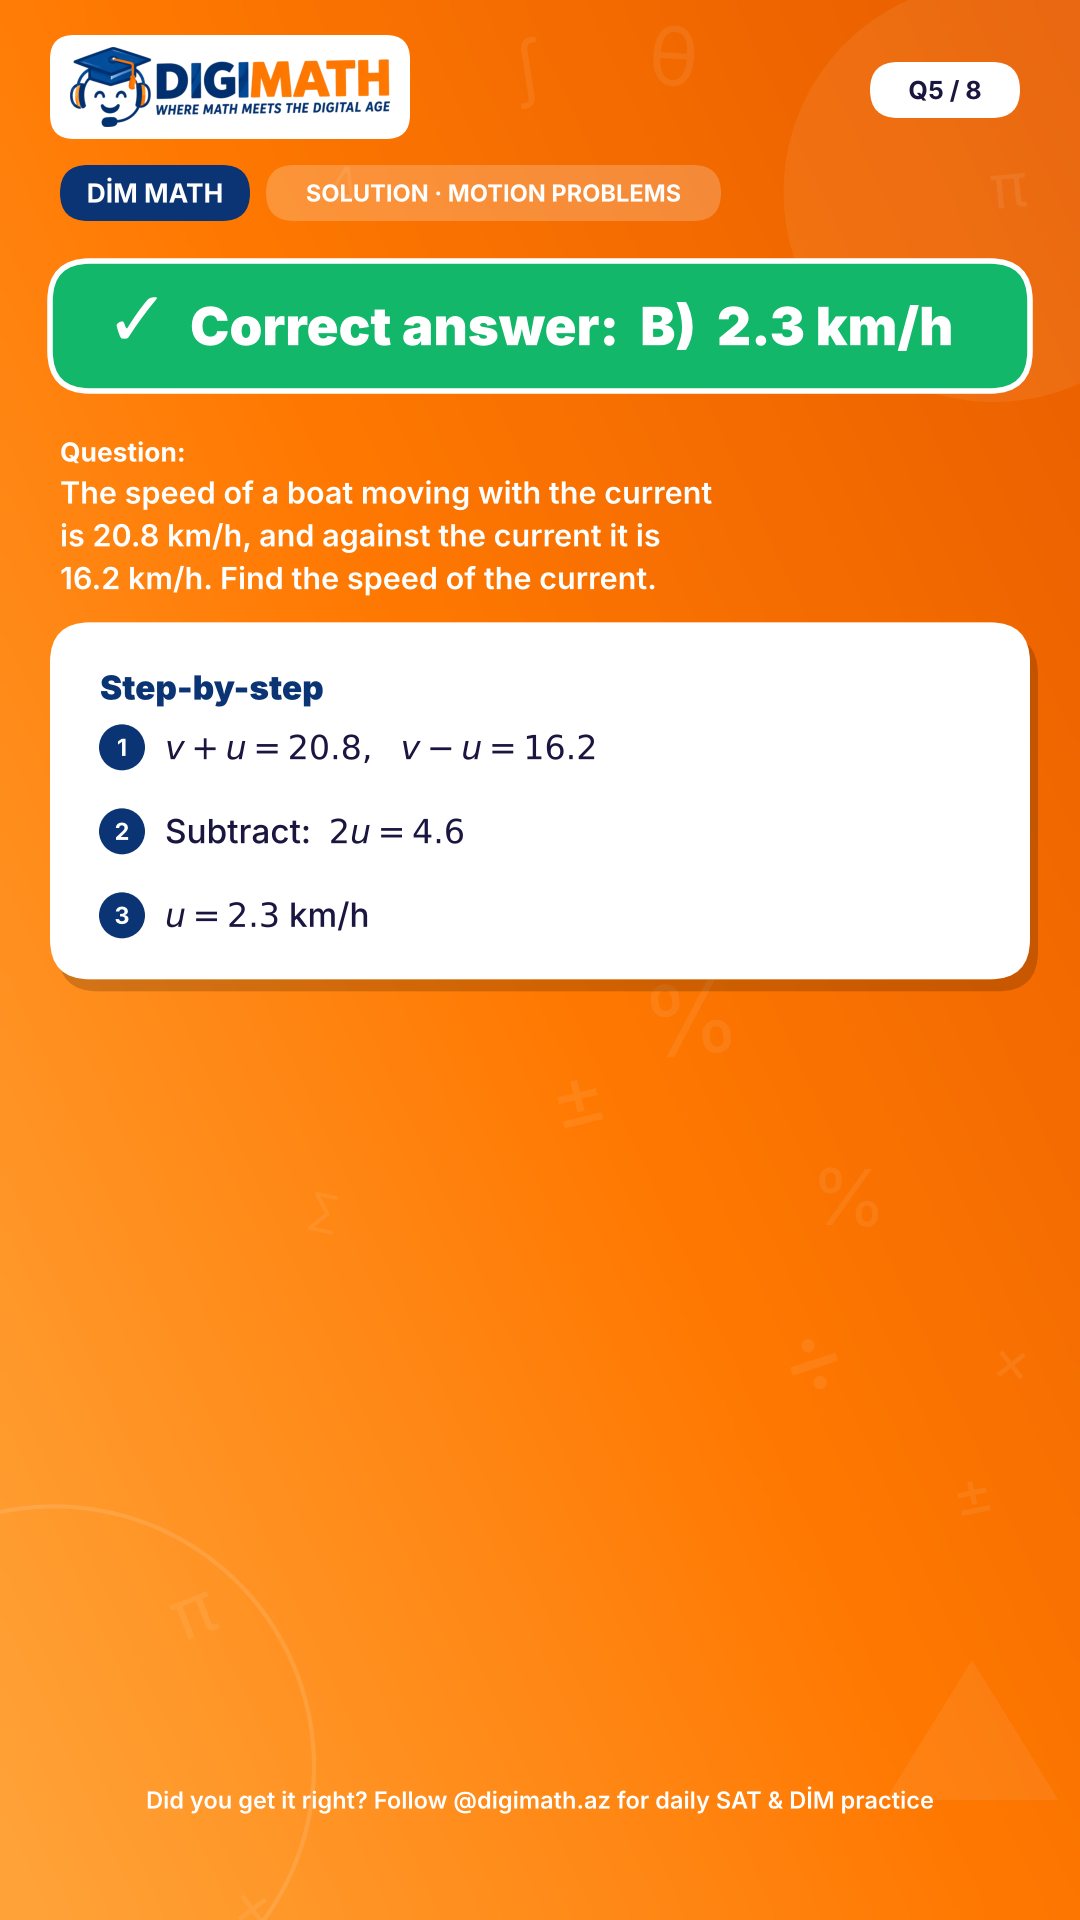 DIGIMATH
WHERE MATH MEETS THE DIGITAL AGE
Q5 / 8
DİM MATH
SOLUTION · MOTION PROBLEMS
✓ Correct answer: B) 2.3 km/h
Question:
The speed of a boat moving with the current
is 20.8 km/h, and against the current it is
16.2 km/h. Find the speed of the current.
Step-by-step
1 v + u = 20.8, v − u = 16.2
2 Subtract: 2u = 4.6
3 u = 2.3 km/h
Did you get it right? Follow @digimath.az for daily SAT & DİM practice